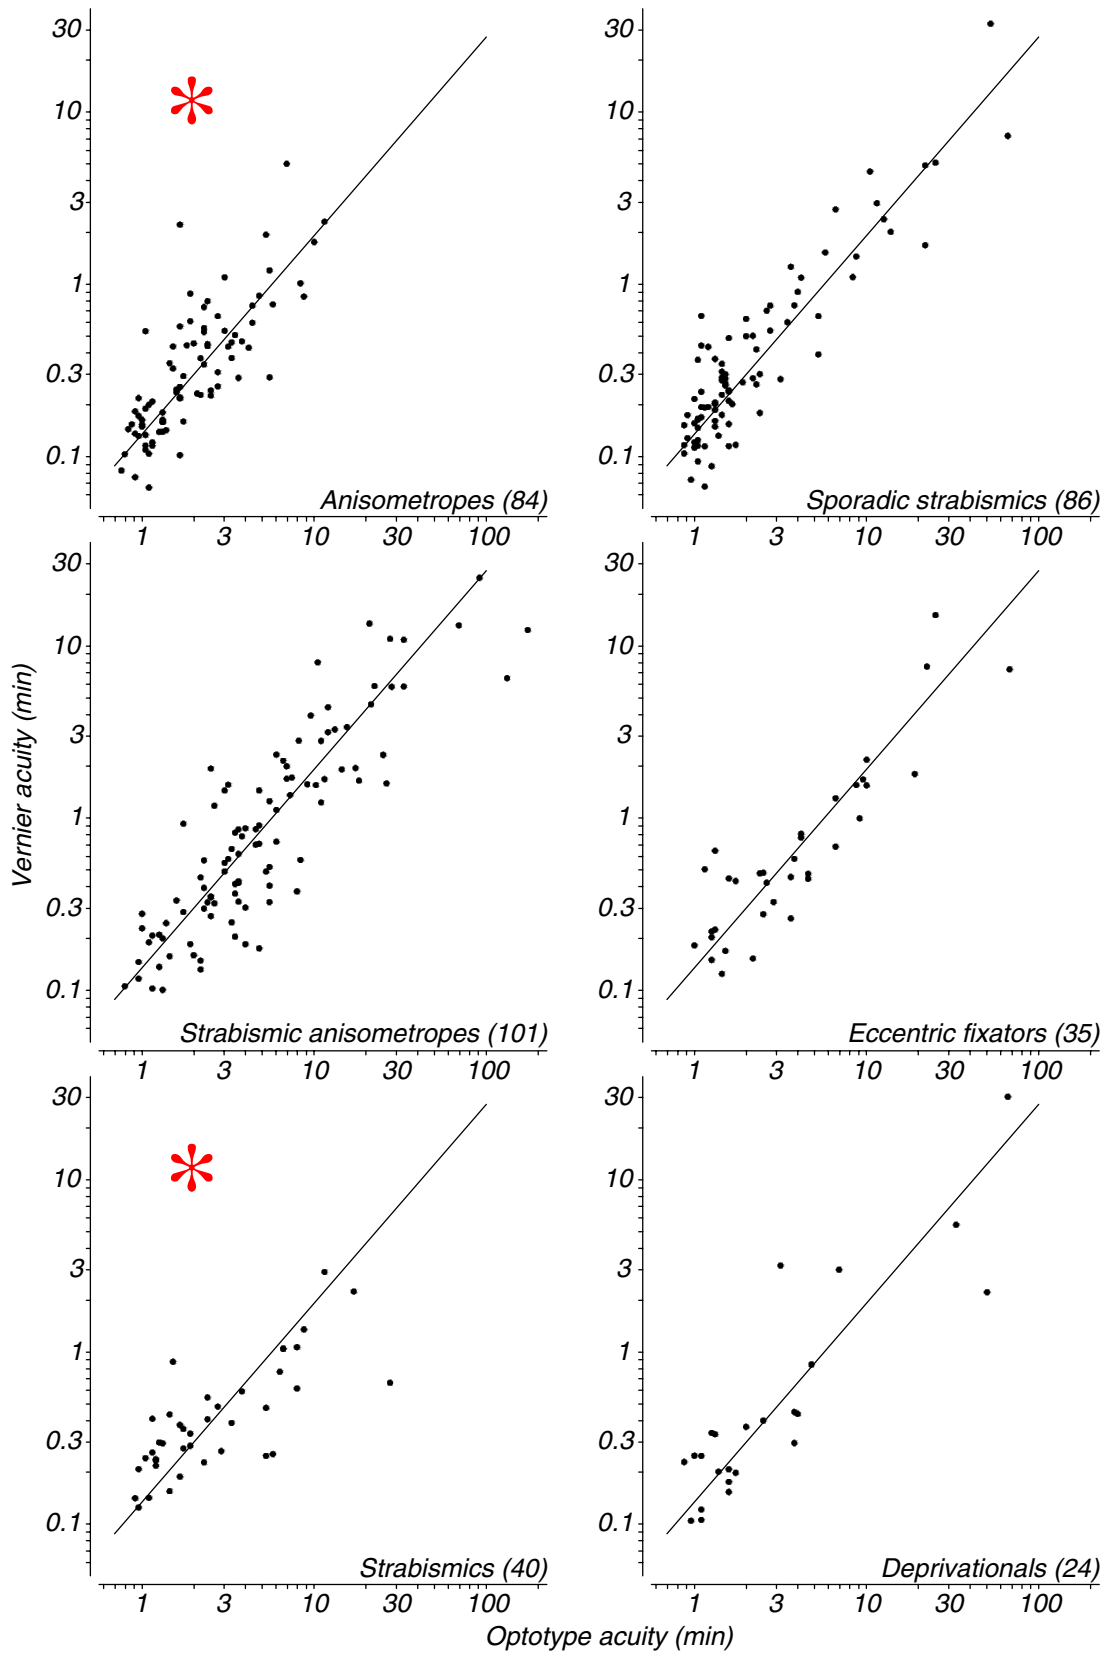 30
10
3
1
0.3
0.1
Anisometropes (84)
1 3 10 30 100
30
10
3
1
0.3
0.1
Sporadic strabismics (86)
1 3 10 30 100
Vernier acuity (min)
30
10
3
1
0.3
0.1
Strabismic anisometropes (101)
1 3 10 30 100
30
10
3
1
0.3
0.1
Eccentric fixators (35)
1 3 10 30 100
30
10
3
1
0.3
0.1
Strabismics (40)
1 3 10 30 100
30
10
3
1
0.3
0.1
Deprivationals (24)
1 3 10 30 100
Optotype acuity (min)